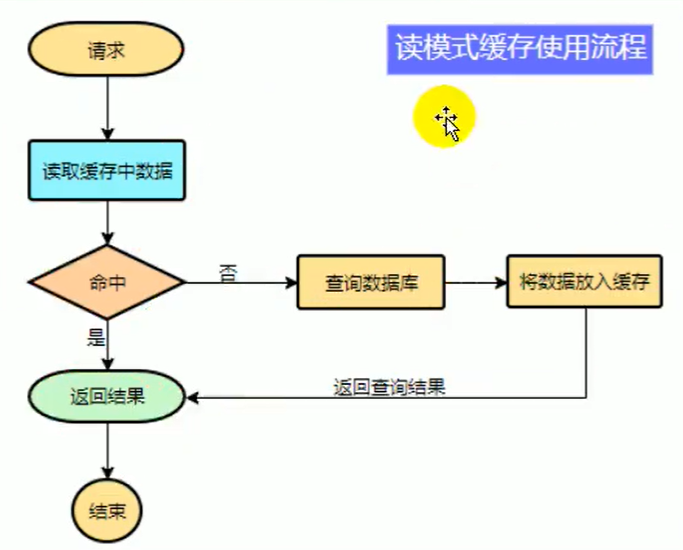 请求
读模式缓存使用流程
读取缓存中数据
命中
否
查询数据库
将数据放入缓存
是
返回结果
返回查询结果
结束